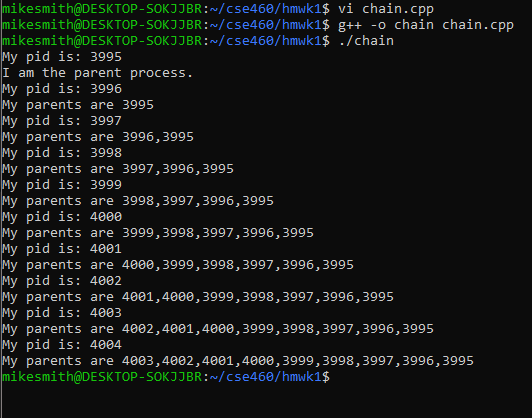 mikesmith@DESKTOP-SOKJJBR:~/cse460/hmwk1$ vi chain.cpp
mikesmith@DESKTOP-SOKJJBR:~/cse460/hmwk1$ g++ -o chain chain.cpp
mikesmith@DESKTOP-SOKJJBR:~/cse460/hmwk1$ ./chain
My pid is: 3995
I am the parent process.
My pid is: 3996
My parents are 3995
My pid is: 3997
My parents are 3996,3995
My pid is: 3998
My parents are 3997,3996,3995
My pid is: 3999
My parents are 3998,3997,3996,3995
My pid is: 4000
My parents are 3999,3998,3997,3996,3995
My pid is: 4001
My parents are 4000,3999,3998,3997,3996,3995
My pid is: 4002
My parents are 4001,4000,3999,3998,3997,3996,3995
My pid is: 4003
My parents are 4002,4001,4000,3999,3998,3997,3996,3995
My pid is: 4004
My parents are 4003,4002,4001,4000,3999,3998,3997,3996,3995
mikesmith@DESKTOP-SOKJJBR:~/cse460/hmwk1$